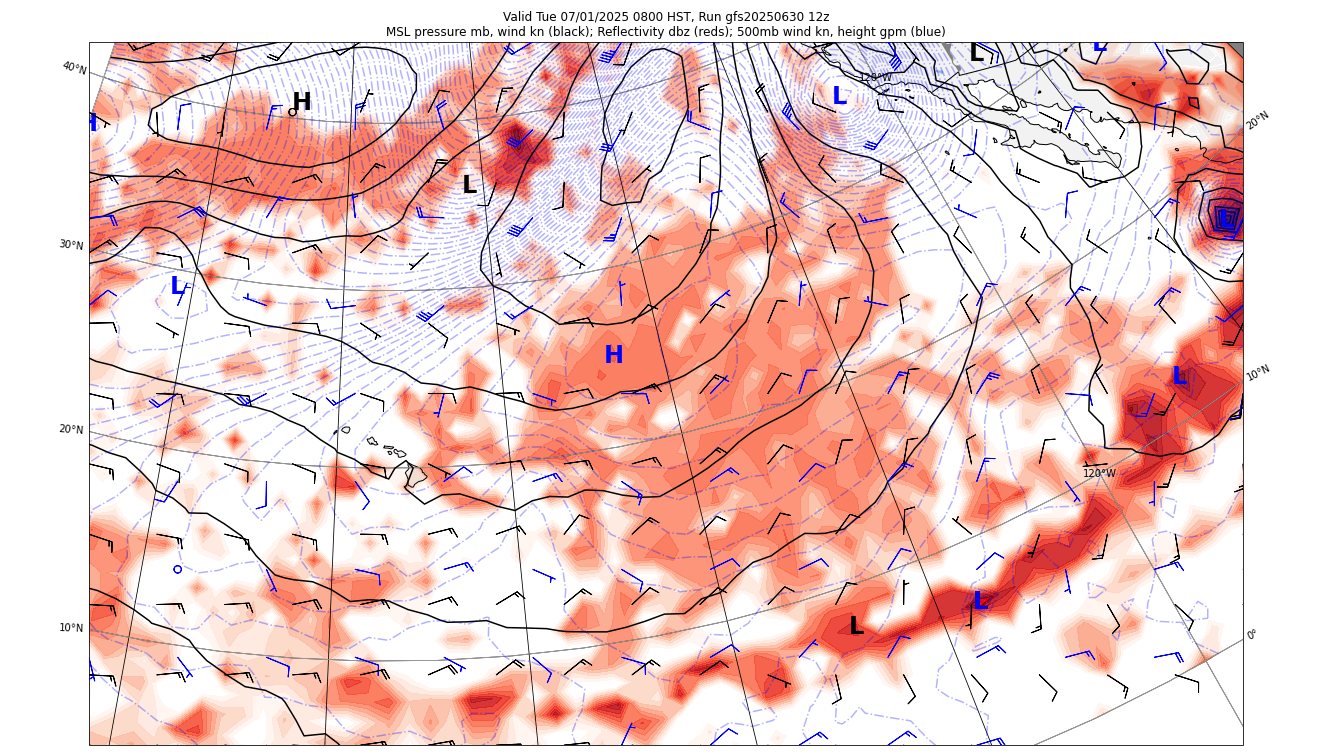 Valid Tue 07/01/2025 0800 HST, Run gfs20250630 12z
MSL pressure mb, wind kn (black); Reflectivity dbz (reds); 500mb wind kn, height gpm (blue)
L
L
40°N
120°W
H
L
20°N
H
L
L
30°N
L
H
L
10°N
20°N
120°W
L
L
10°N
0°